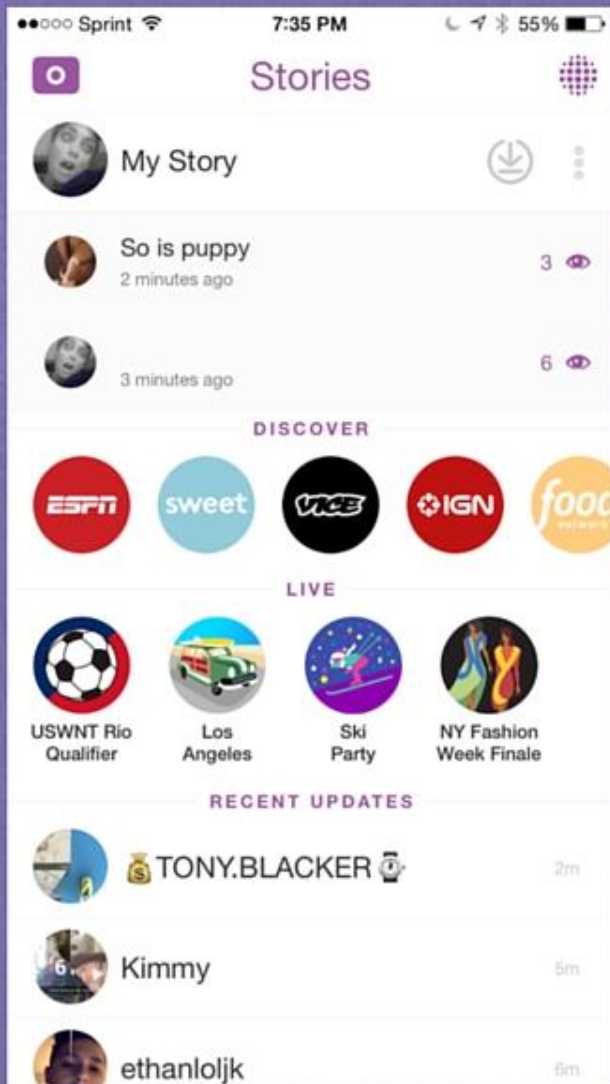 Sprint 7:35 PM 55%
Stories
My Story
So is puppy
2 minutes ago
3
3 minutes ago
6
DISCOVER
ESPN sweet VICE IGN food network
LIVE
USWNT Rio Qualifier
Los Angeles
Ski Party
NY Fashion Week Finale
RECENT UPDATES
💰TONY.BLACKER⌚ 2m
Kimmy 5m
ethanloljk 6m